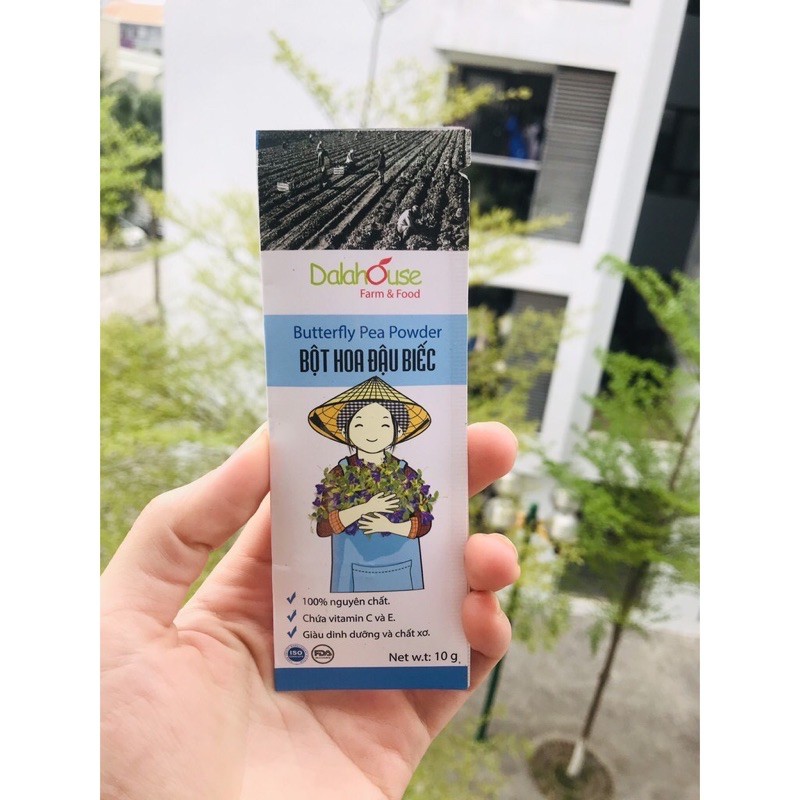 Dalahouse
Farm & Food
Butterfly Pea Powder
BỘT HOA ĐẬU BIẾC
100% nguyên chất.
Chứa vitamin C và E.
Giàu dinh dưỡng và chất xơ.
ISO
FDA
Net w.t: 10 g